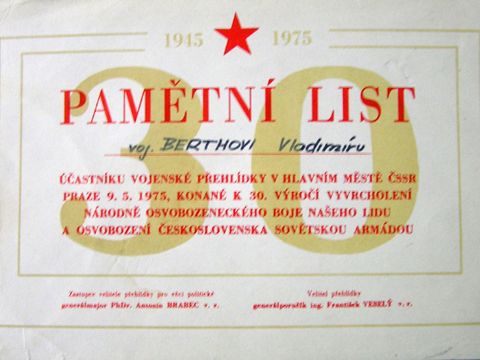 1945 1975
30
PAMĚTNÍ LIST
voj. BERTHOVI Vladimíru
ÚČASTNÍKU VOJENSKÉ PŘEHLÍDKY V HLAVNÍM MĚSTĚ ČSSR
PRAZE 9. 5. 1975, KONANÉ K 30. VÝROČÍ VYVRCHOLENÍ
NÁRODNĚ OSVOBOZENECKÉHO BOJE NAŠEHO LIDU
A OSVOBOZENÍ ČESKOSLOVENSKA SOVĚTSKOU ARMÁDOU
Zástupce velitele přehlídky pro věci politické
generálmajor PhDr. Antonín BRABEC v. r.
Velitel přehlídky
generálporučík ing. František VESELÝ v. r.